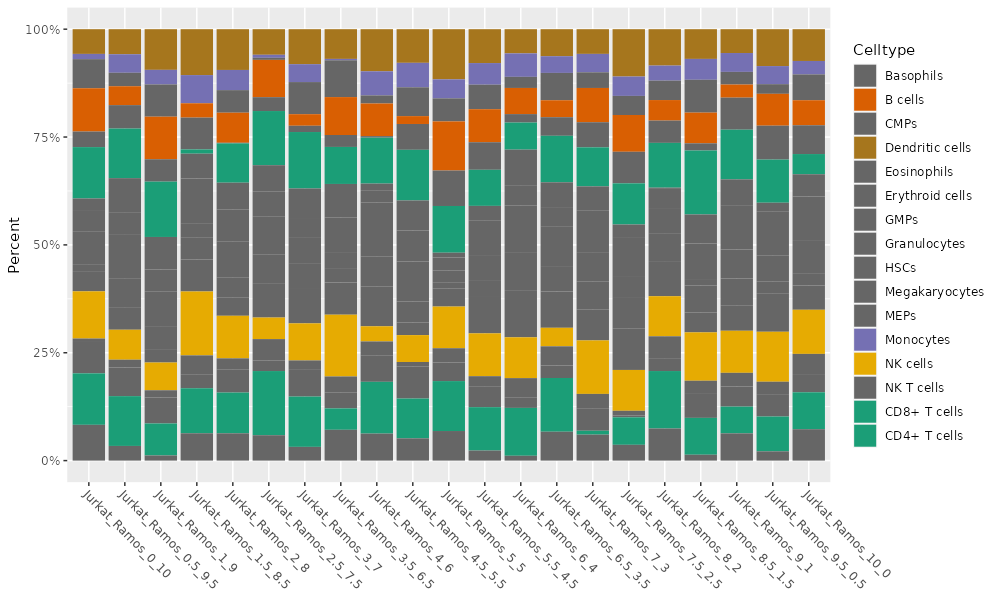 100%
75%
50%
25%
0%
Percent
Jurkat_Ramos_0_10
Jurkat_Ramos_0.5_9.5
Jurkat_Ramos_1_9
Jurkat_Ramos_1.5_8.5
Jurkat_Ramos_2_8
Jurkat_Ramos_2.5_7.5
Jurkat_Ramos_3_7
Jurkat_Ramos_3.5_6.5
Jurkat_Ramos_4_6
Jurkat_Ramos_4.5_5.5
Jurkat_Ramos_5_5
Jurkat_Ramos_5.5_4.5
Jurkat_Ramos_6_4
Jurkat_Ramos_6.5_3.5
Jurkat_Ramos_7_3
Jurkat_Ramos_7.5_2.5
Jurkat_Ramos_8_2
Jurkat_Ramos_8.5_1.5
Jurkat_Ramos_9_1
Jurkat_Ramos_9.5_0.5
Jurkat_Ramos_10_0
Celltype
Basophils
B cells
CMPs
Dendritic cells
Eosinophils
Erythroid cells
GMPs
Granulocytes
HSCs
Megakaryocytes
MEPs
Monocytes
NK cells
NK T cells
CD8+ T cells
CD4+ T cells